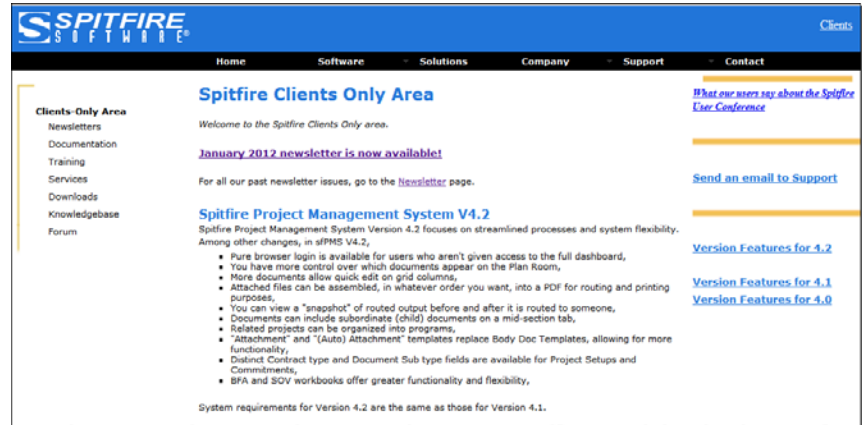 SPITFIRE
SOFTWARE®
Clients
Home Software Solutions Company Support Contact
Clients-Only Area
Newsletters
Documentation
Training
Services
Downloads
Knowledgebase
Forum
Spitfire Clients Only Area
Welcome to the Spitfire Clients Only area.
January 2012 newsletter is now available!
For all our past newsletter issues, go to the Newsletter page.
Spitfire Project Management System V4.2
Spitfire Project Management System Version 4.2 focuses on streamlined processes and system flexibility.
Among other changes, in sfPMS V4.2,
• Pure browser login is available for users who aren't given access to the full dashboard,
• You have more control over which documents appear on the Plan Room,
• More documents allow quick edit on grid columns,
• Attached files can be assembled, in whatever order you want, into a PDF for routing and printing
purposes,
• You can view a "snapshot" of routed output before and after it is routed to someone,
• Documents can include subordinate (child) documents on a mid-section tab,
• Related projects can be organized into programs,
• "Attachment" and "(Auto) Attachment" templates replace Body Doc Templates, allowing for more
functionality,
• Distinct Contract type and Document Sub type fields are available for Project Setups and
Commitments,
• BFA and SOV workbooks offer greater functionality and flexibility,
System requirements for Version 4.2 are the same as those for Version 4.1.
What our users say about the Spitfire
User Conference
Send an email to Support
Version Features for 4.2
Version Features for 4.1
Version Features for 4.0